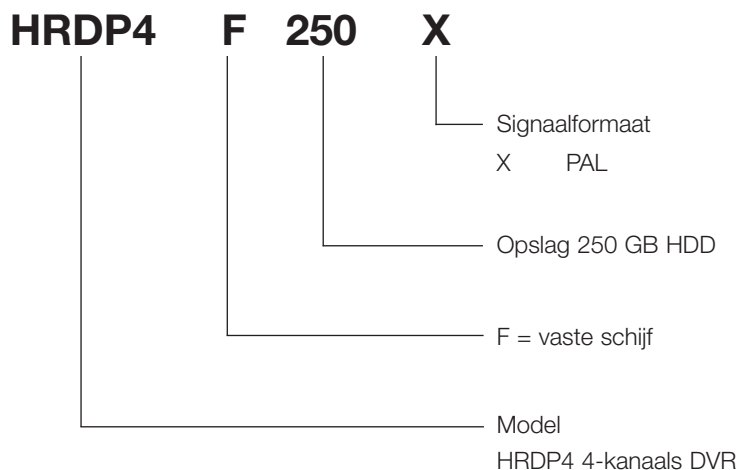 HRDP4 F 250 X
Signaalformaat
X PAL
Opslag 250 GB HDD
F = vaste schijf
Model
HRDP4 4-kanaals DVR